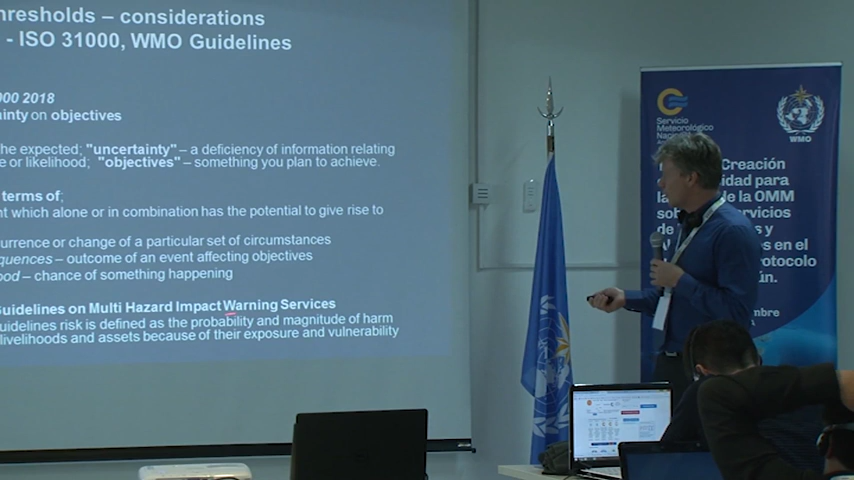 hresholds – considerations
- ISO 31000, WMO Guidelines
000 2018
ainty on objectives
he expected; "uncertainty" – a deficiency of information relating
e or likelihood; "objectives" – something you plan to achieve.
terms of;
nt which alone or in combination has the potential to give rise to
urrence or change of a particular set of circumstances
quences – outcome of an event affecting objectives
ood – chance of something happening
Guidelines on Multi Hazard Impact Warning Services
uidelines risk is defined as the probability and magnitude of harm
livelihoods and assets because of their exposure and vulnerability
Servicio
Meteorológico
WMO
Creación
idad para
de la OMM
ervicios
s y
es en el
rotocolo
ún.
mbre